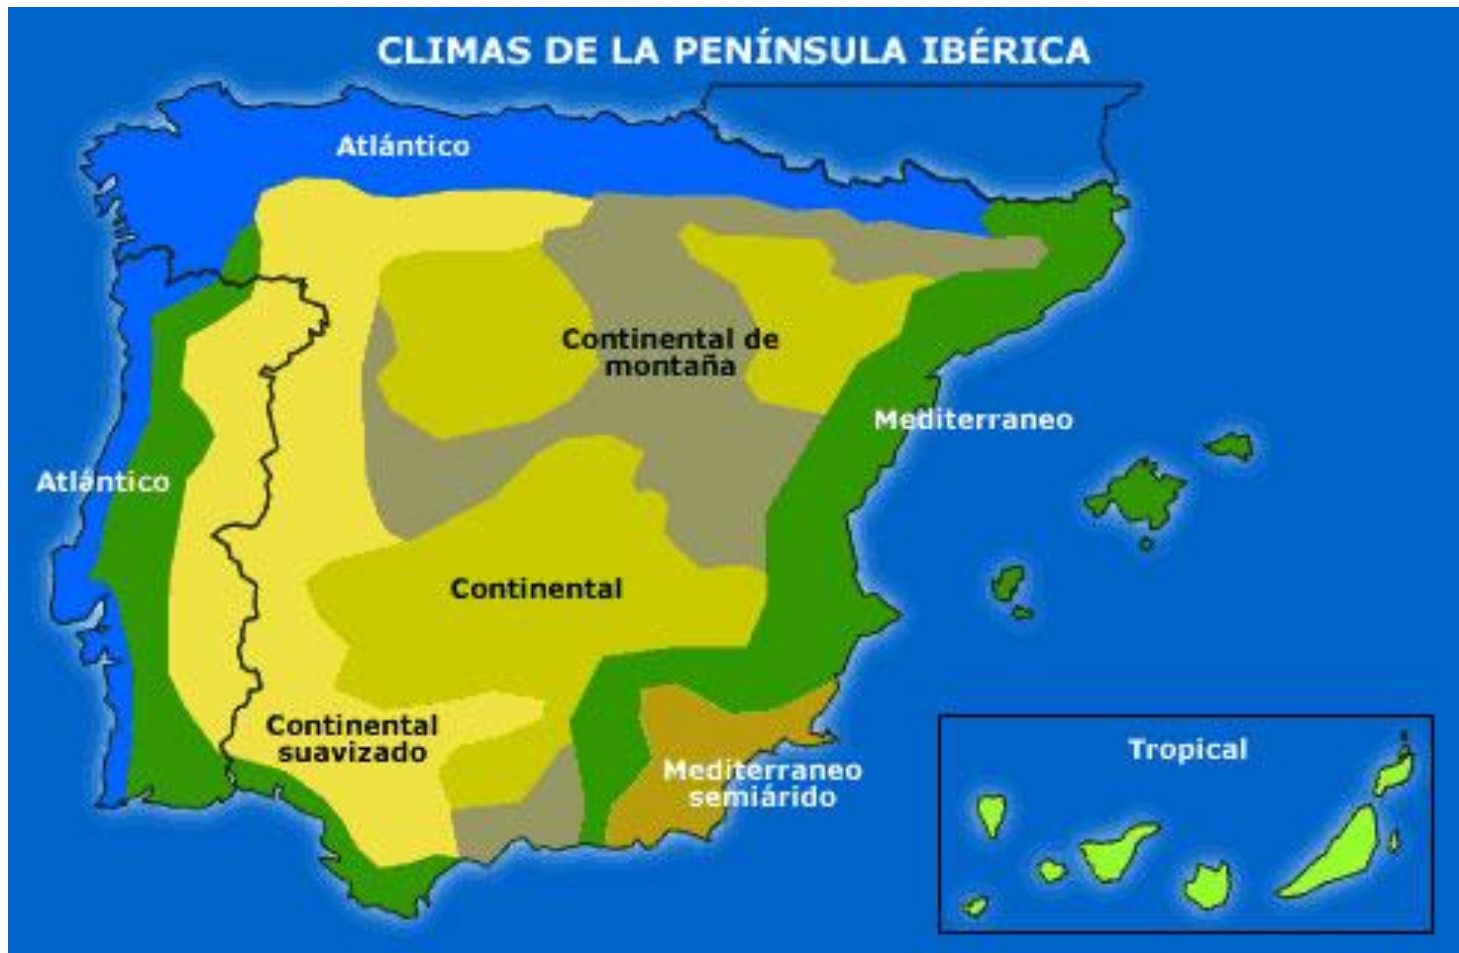 CLIMAS DE LA PENÍNSULA IBÉRICA
Atlántico
Continental de
montaña
Mediterraneo
Atlántico
Continental
Continental
suavizado
Mediterraneo
semiárido
Tropical